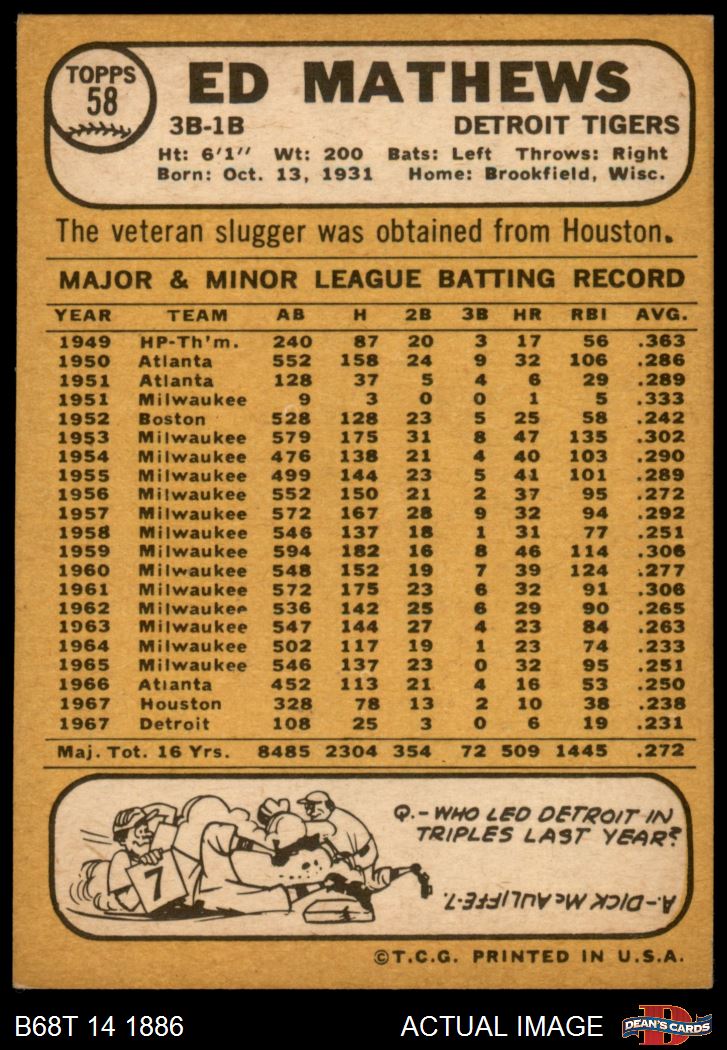 TOPPS
58
ED MATHEWS
3B-1B DETROIT TIGERS
Ht: 6'1" Wt: 200 Bats: Left Throws: Right
Born: Oct. 13, 1931 Home: Brookfield, Wisc.
The veteran slugger was obtained from Houston.
MAJOR & MINOR LEAGUE BATTING RECORD
YEAR TEAM AB H 2B 3B HR RBI AVG.
1949 HP-Th'm. 240 87 20 3 17 56 .363
1950 Atlanta 552 158 24 9 32 106 .286
1951 Atlanta 128 37 5 4 6 29 .289
1951 Milwaukee 9 3 0 0 1 5 .333
1952 Boston 528 128 23 5 25 58 .242
1953 Milwaukee 579 175 31 8 47 135 .302
1954 Milwaukee 476 138 21 4 40 103 .290
1955 Milwaukee 499 144 23 5 41 101 .289
1956 Milwaukee 552 150 21 2 37 95 .272
1957 Milwaukee 572 167 28 9 32 94 .292
1958 Milwaukee 546 137 18 1 31 77 .251
1959 Milwaukee 594 182 16 8 46 114 .306
1960 Milwaukee 548 152 19 7 39 124 .277
1961 Milwaukee 572 175 23 6 32 91 .306
1962 Milwaukee 536 142 25 6 29 90 .265
1963 Milwaukee 547 144 27 4 23 84 .263
1964 Milwaukee 502 117 19 1 23 74 .233
1965 Milwaukee 546 137 23 0 32 95 .251
1966 Atlanta 452 113 21 4 16 53 .250
1967 Houston 328 78 13 2 10 38 .238
1967 Detroit 108 25 3 0 6 19 .231
Maj. Tot. 16 Yrs. 8485 2304 354 72 509 1445 .272
Q.-WHO LED DETROIT IN
TRIPLES LAST YEAR?
7
A.-DICK McAULIFFE-7.
©T.C.G. PRINTED IN U.S.A.
B68T 14 1886 ACTUAL IMAGE
D
DEAN'S CARDS